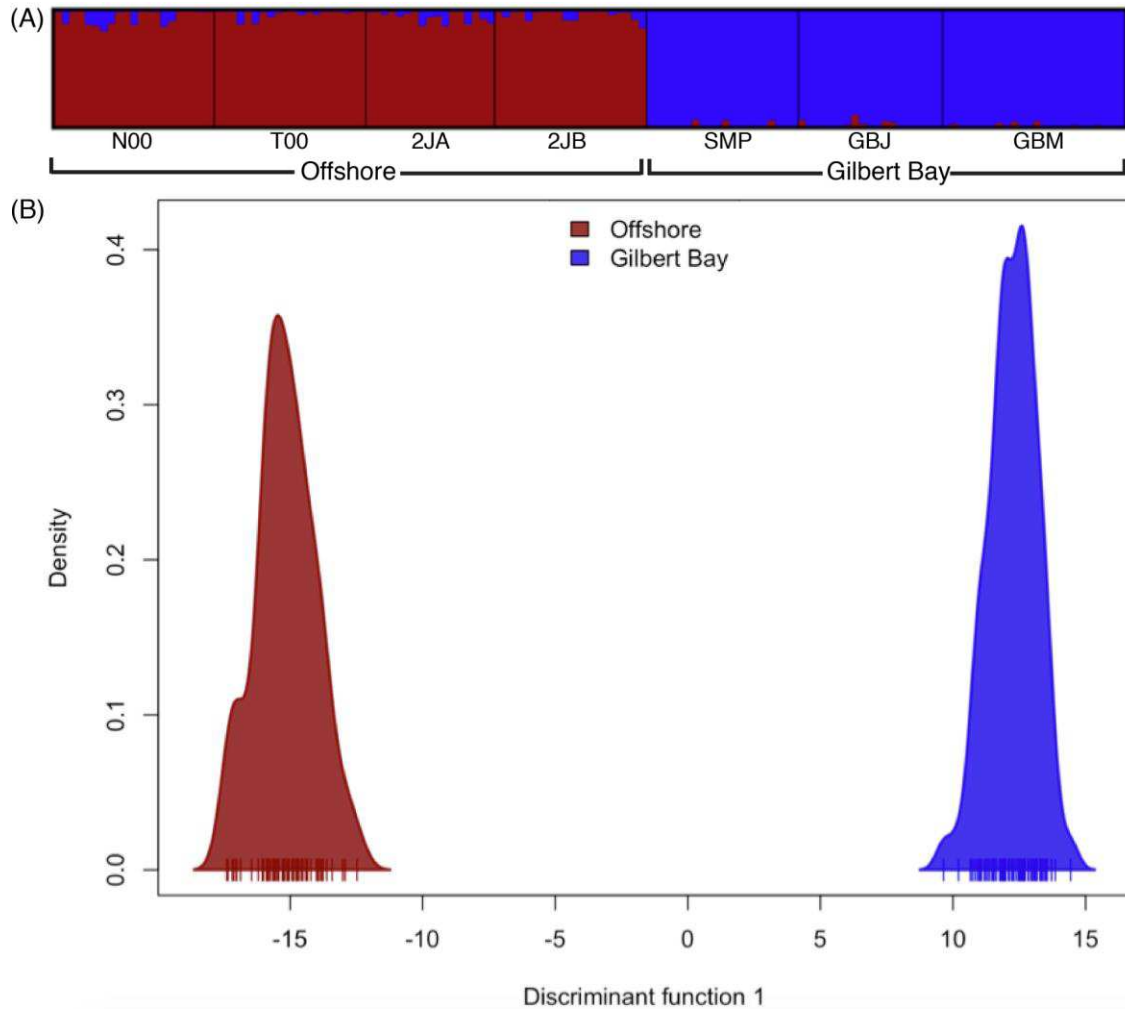 (A)
N00 T00 2JA 2JB SMP GBJ GBM
Offshore Gilbert Bay
(B)
Offshore
Gilbert Bay
0.4
0.3
0.2
0.1
0.0
Density
-15 -10 -5 0 5 10 15
Discriminant function 1